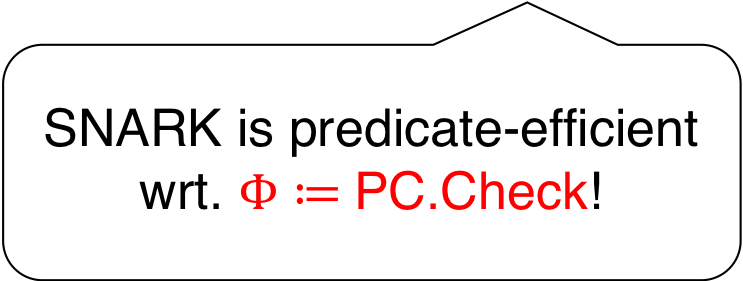 SNARK is predicate-efficient
wrt. Φ ≔ PC.Check!